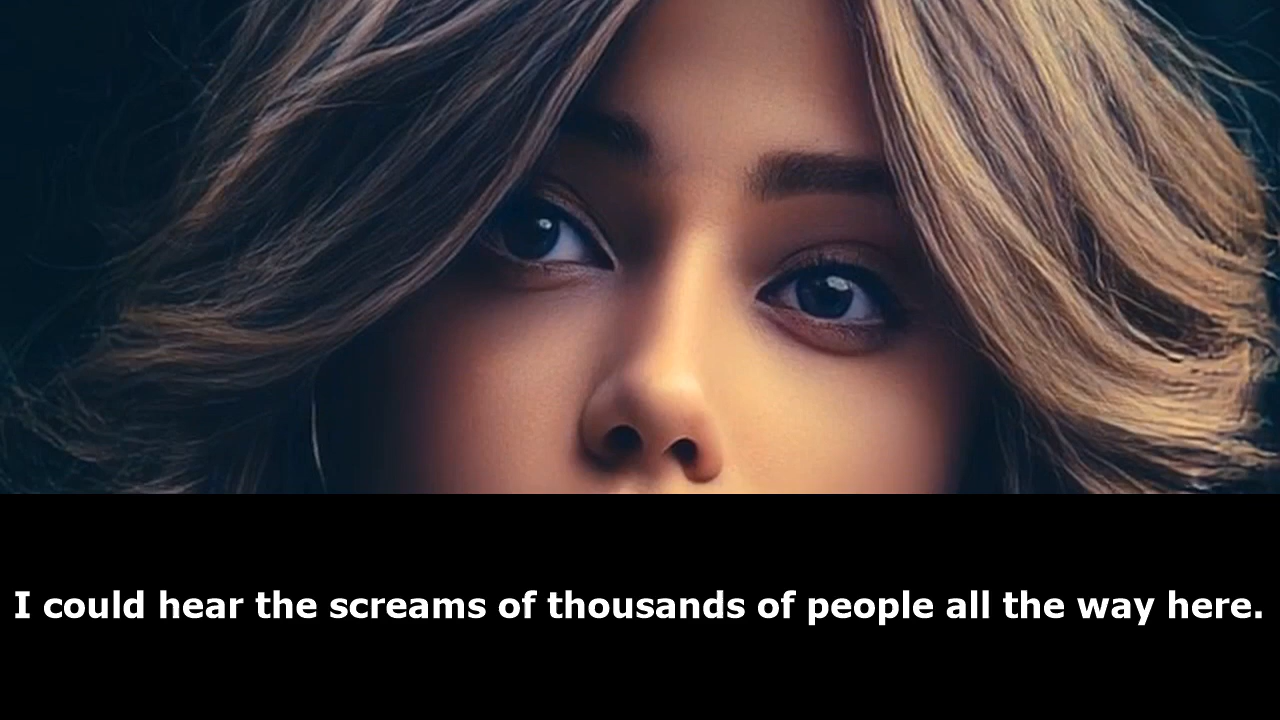 I could hear the screams of thousands of people all the way here.